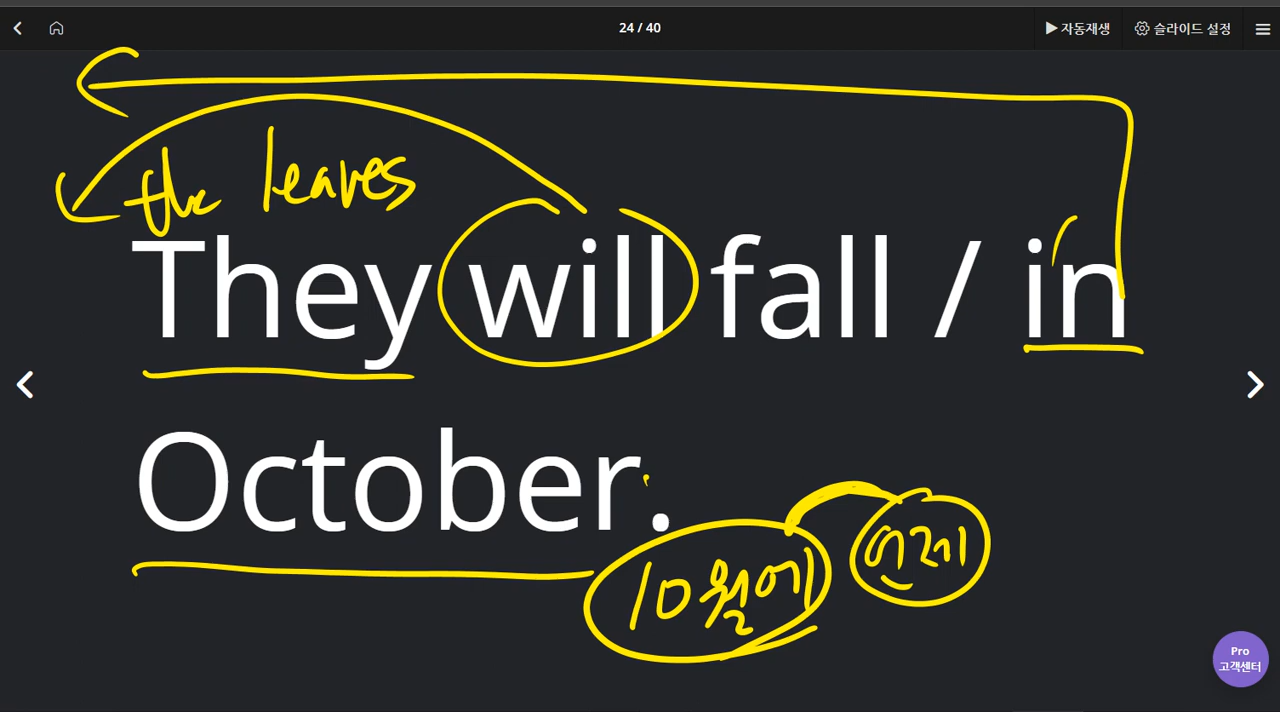 24 / 40
자동재생
슬라이드 설정
the leaves
They will fall / in
October.
10월에
언제
Pro
고객센터